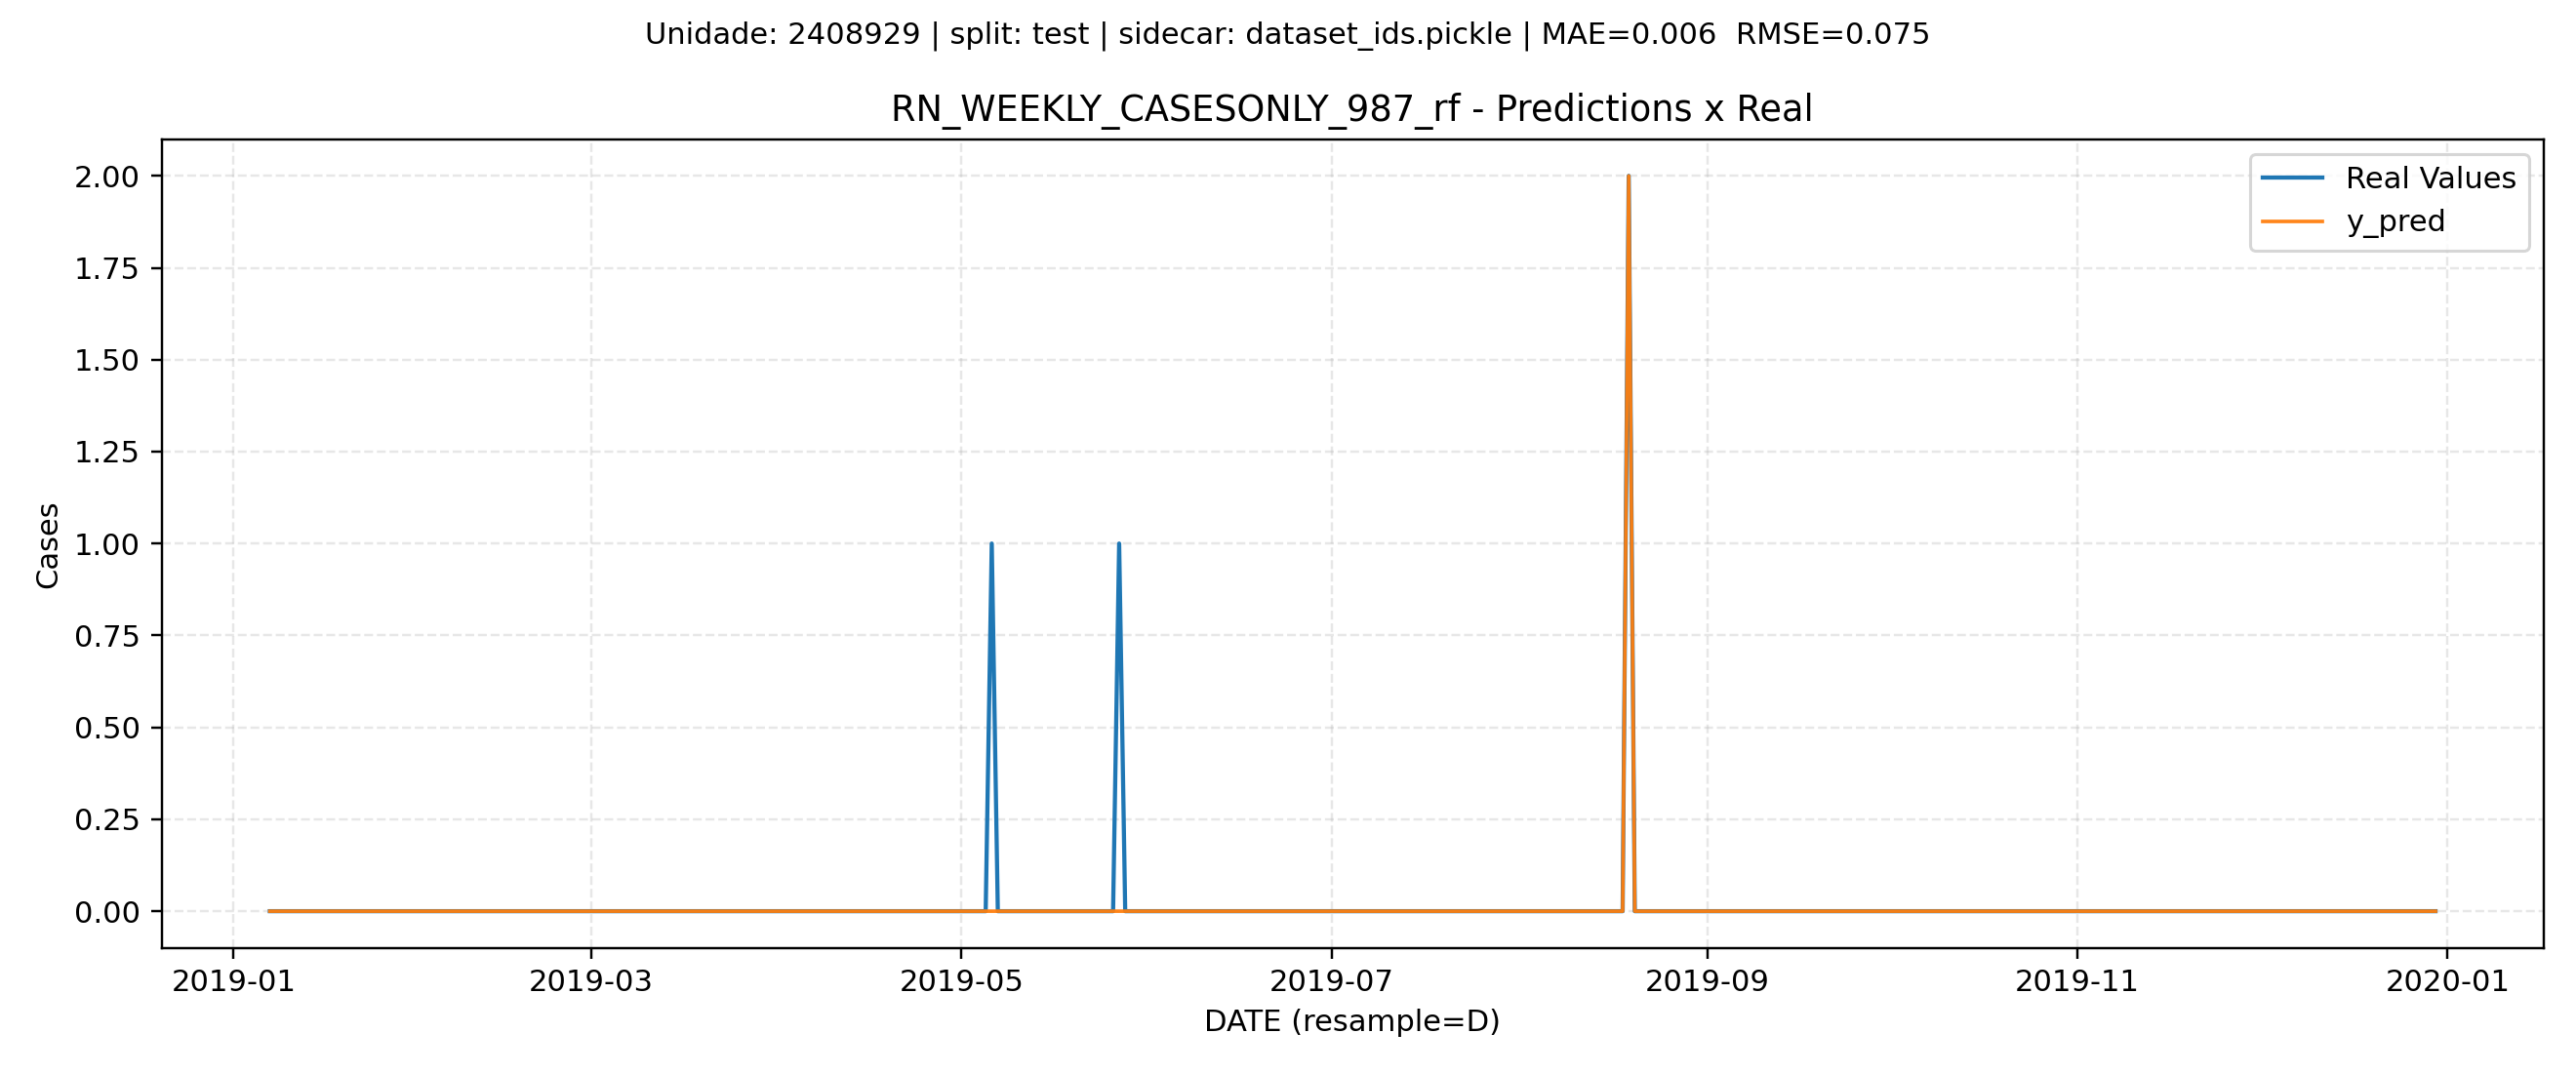 Unidade: 2408929 | split: test | sidecar: dataset_ids.pickle | MAE=0.006  RMSE=0.075
RN_WEEKLY_CASESONLY_987_rf - Predictions x Real
Real Values
y_pred
2.00
1.75
1.50
1.25
1.00
0.75
0.50
0.25
0.00
Cases
2019-01
2019-03
2019-05
2019-07
2019-09
2019-11
2020-01
DATE (resample=D)